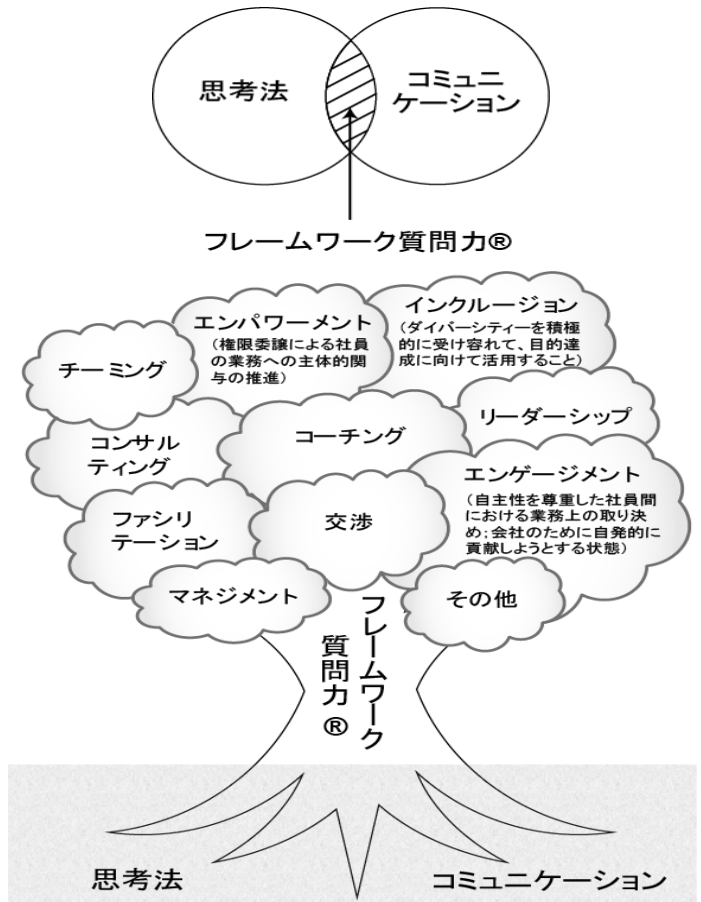 思考法
コミュニ
ケーション
フレームワーク質問力®
インクルージョン
(ダイバーシティーを積極的
に受け容れて、目的達
成に向けて活用すること)
エンパワーメント
(権限委譲による社員
の業務への主体的関
与の推進)
チーミング
リーダーシップ
コーチング
コンサル
ティング
エンゲージメント
(自主性を尊重した社員間
における業務上の取り決
め;会社のために自発的に
貢献しようとする状態)
ファシリ
テーション
交渉
マネジメント
その他
フレームワーク
質問力®
思考法
コミュニケーション